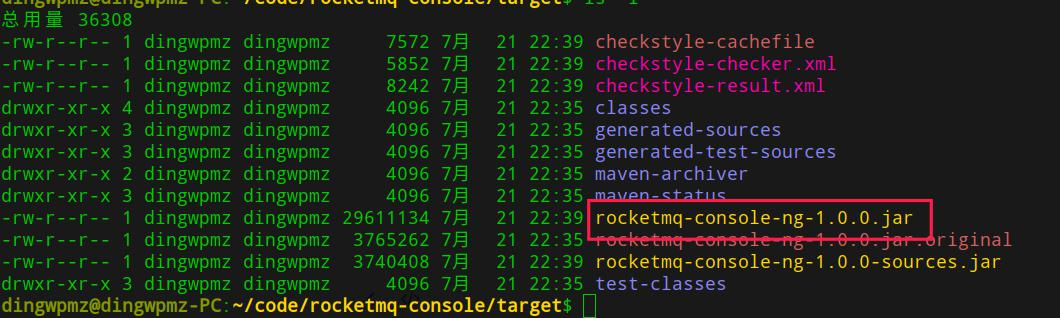 dingwpmz@dingwpmz-PC:~/code/rocketmq-console/target$ ls -l
总用量 36308
-rw-r--r-- 1 dingwpmz dingwpmz 7572 7月 21 22:39 checkstyle-cachefile
-rw-r--r-- 1 dingwpmz dingwpmz 5852 7月 21 22:39 checkstyle-checker.xml
-rw-r--r-- 1 dingwpmz dingwpmz 8242 7月 21 22:39 checkstyle-result.xml
drwxr-xr-x 4 dingwpmz dingwpmz 4096 7月 21 22:35 classes
drwxr-xr-x 3 dingwpmz dingwpmz 4096 7月 21 22:35 generated-sources
drwxr-xr-x 3 dingwpmz dingwpmz 4096 7月 21 22:35 generated-test-sources
drwxr-xr-x 2 dingwpmz dingwpmz 4096 7月 21 22:35 maven-archiver
drwxr-xr-x 3 dingwpmz dingwpmz 4096 7月 21 22:35 maven-status
-rw-r--r-- 1 dingwpmz dingwpmz 29611134 7月 21 22:39 rocketmq-console-ng-1.0.0.jar
-rw-r--r-- 1 dingwpmz dingwpmz 3765262 7月 21 22:35 rocketmq-console-ng-1.0.0.jar.original
-rw-r--r-- 1 dingwpmz dingwpmz 3740408 7月 21 22:39 rocketmq-console-ng-1.0.0-sources.jar
drwxr-xr-x 3 dingwpmz dingwpmz 4096 7月 21 22:35 test-classes
dingwpmz@dingwpmz-PC:~/code/rocketmq-console/target$